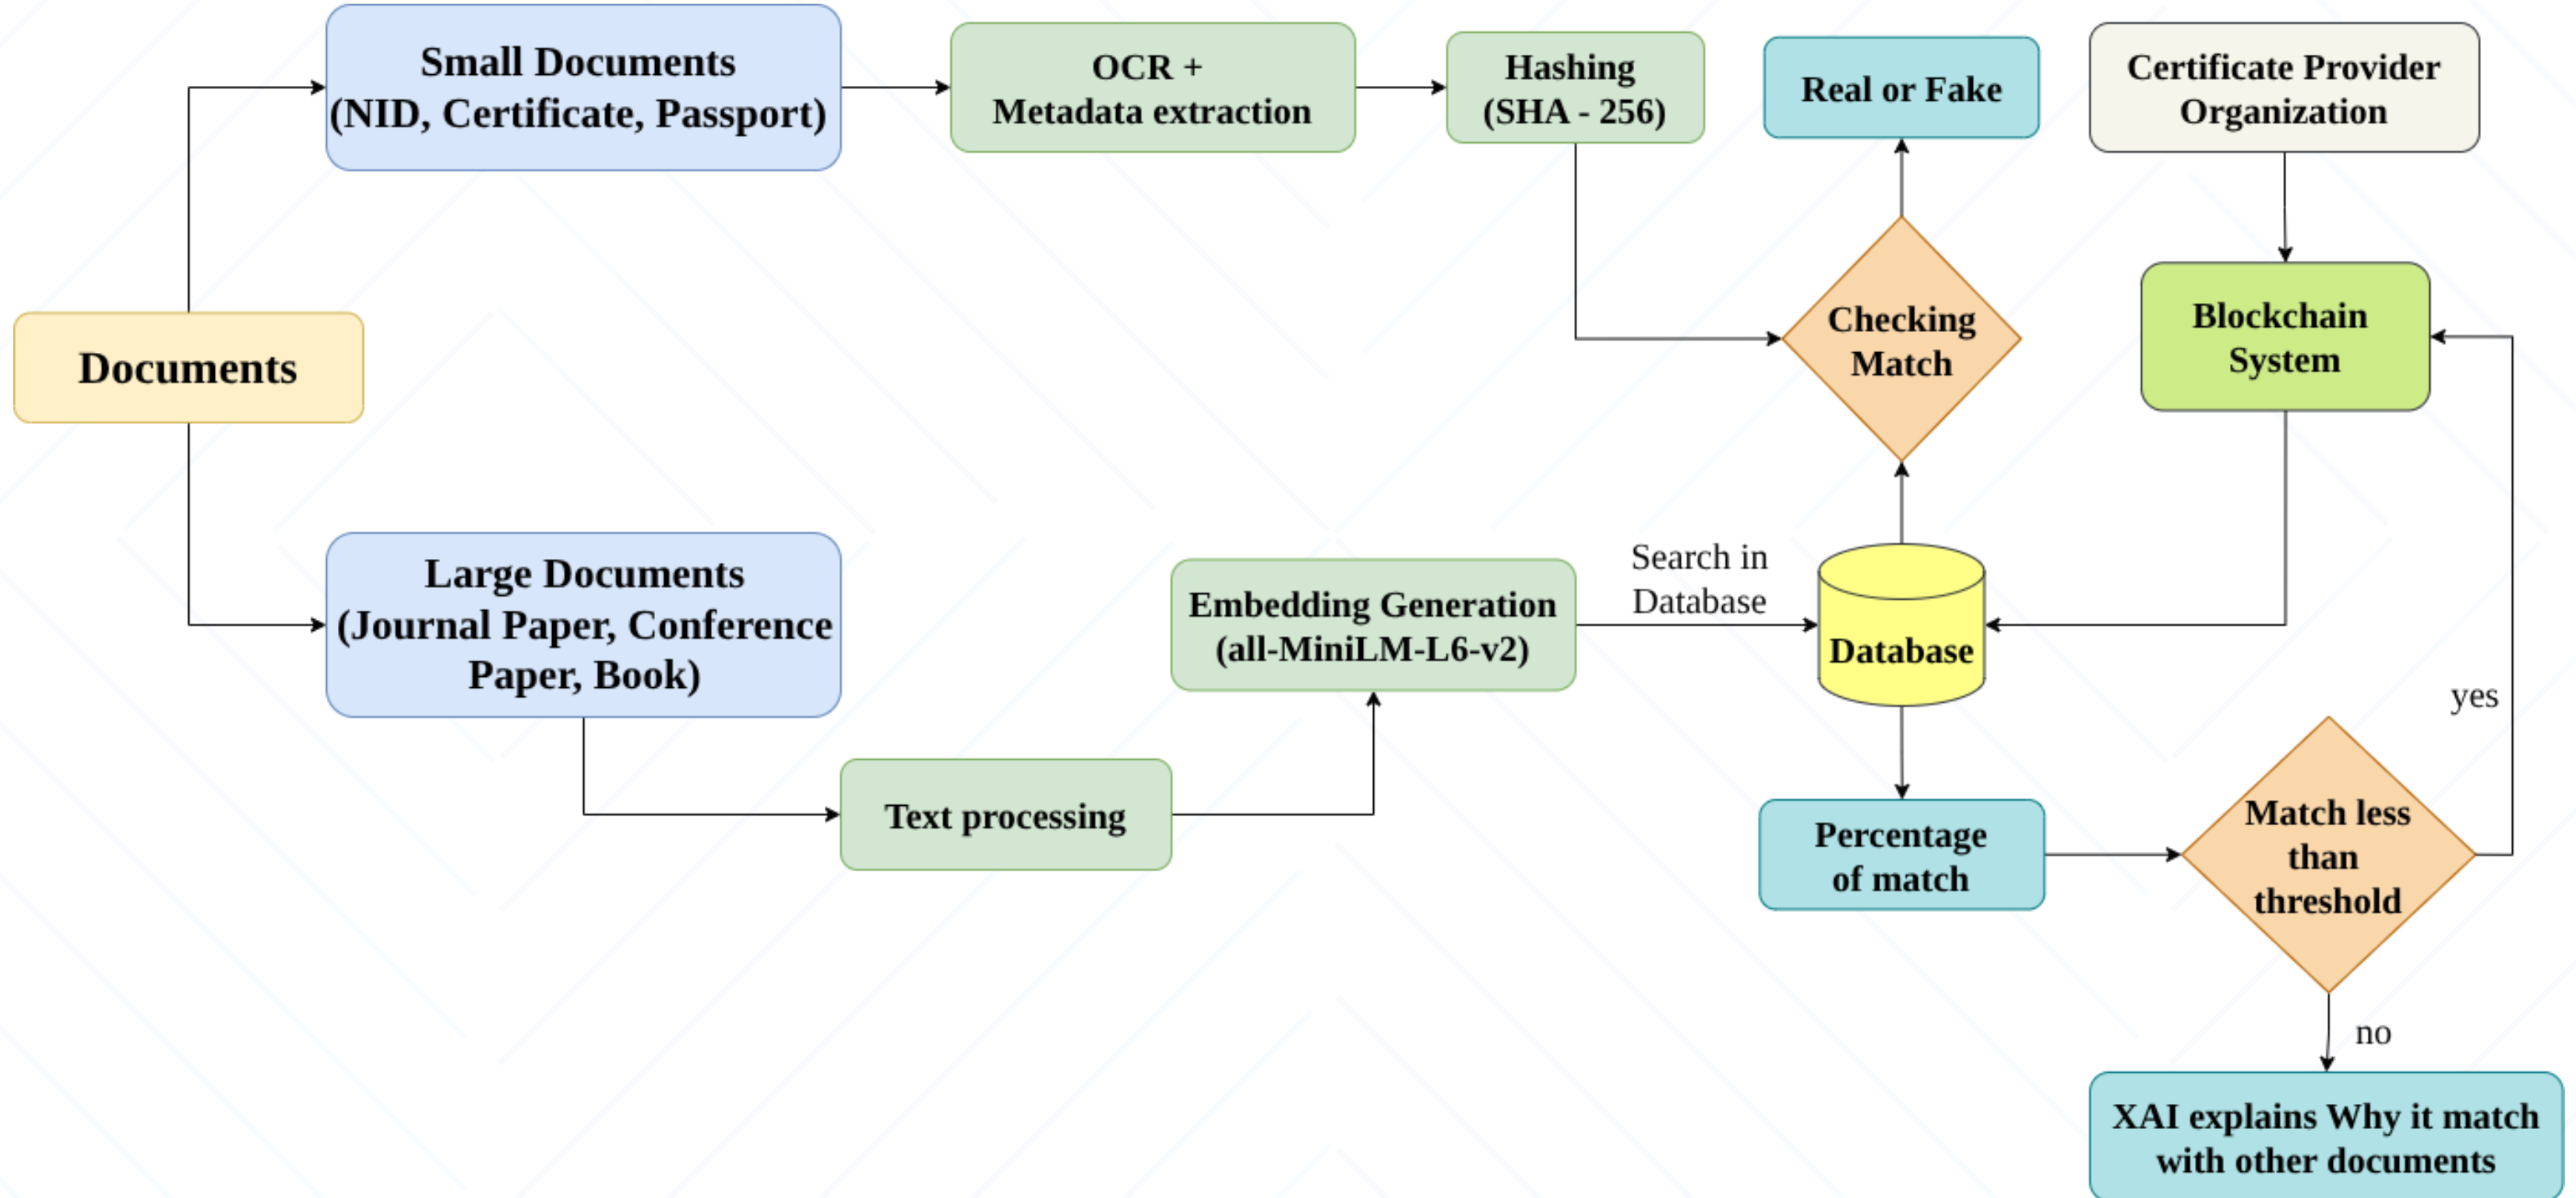 Small Documents
(NID, Certificate, Passport)
OCR +
Metadata extraction
Hashing
(SHA - 256)
Real or Fake
Certificate Provider
Organization
Checking
Match
Blockchain
System
Documents
Large Documents
(Journal Paper, Conference
Paper, Book)
Embedding Generation
(all-MiniLM-L6-v2)
Search in
Database
Database
yes
Text processing
Percentage
of match
Match less
than
threshold
no
XAI explains Why it match
with other documents